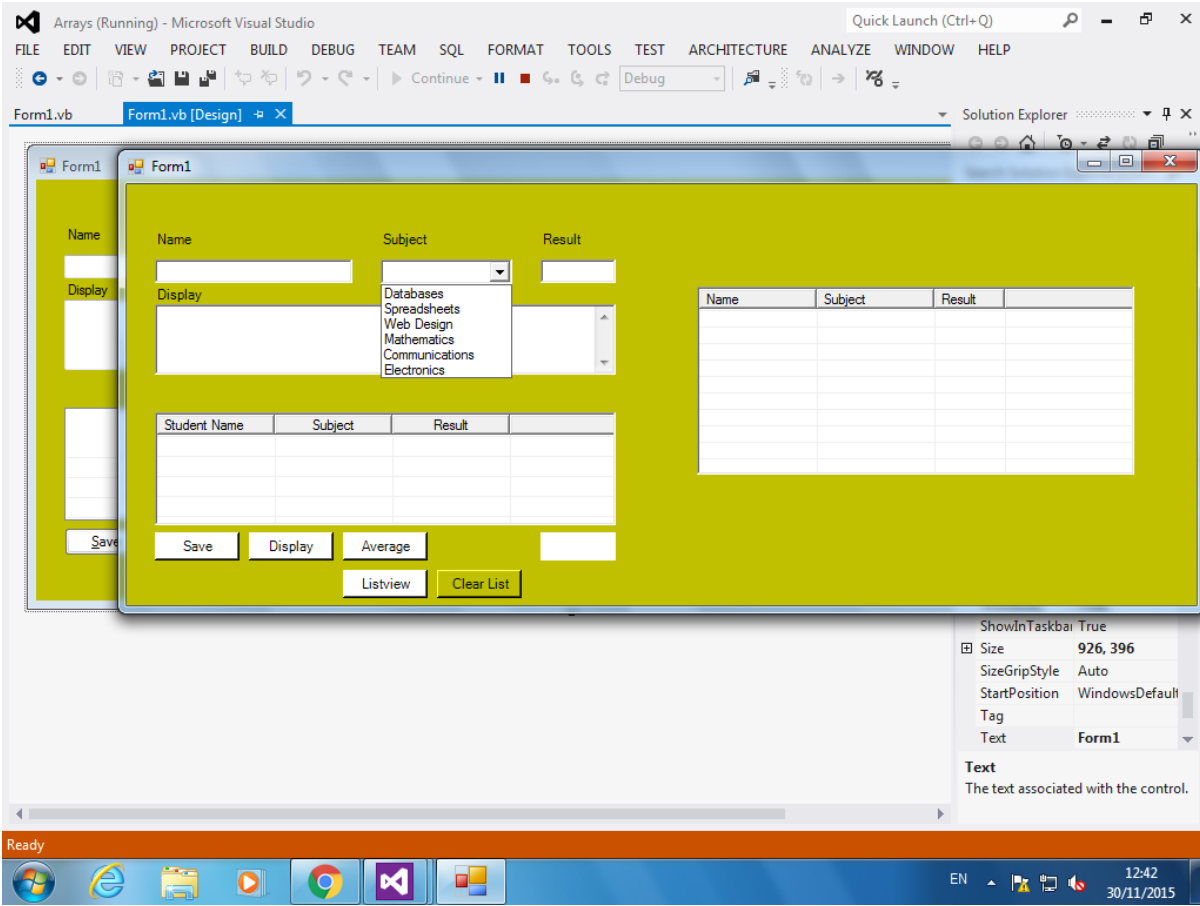 Arrays (Running) - Microsoft Visual Studio
Quick Launch (Ctrl+Q)
FILE EDIT VIEW PROJECT BUILD DEBUG TEAM SQL FORMAT TOOLS TEST ARCHITECTURE ANALYZE WINDOW HELP
Continue Debug
Form1.vb Form1.vb [Design] Solution Explorer
Form1 Form1
Name Name Subject Result
Display Display
Databases
Spreadsheets
Web Design
Mathematics
Communications
Electronics
Name Subject Result
Student Name Subject Result
Save Save Display Average
Listview Clear List
ShowInTaskbar True
Size 926, 396
SizeGripStyle Auto
StartPosition WindowsDefault
Tag
Text Form1
Text
The text associated with the control.
Ready
EN 12:42
30/11/2015